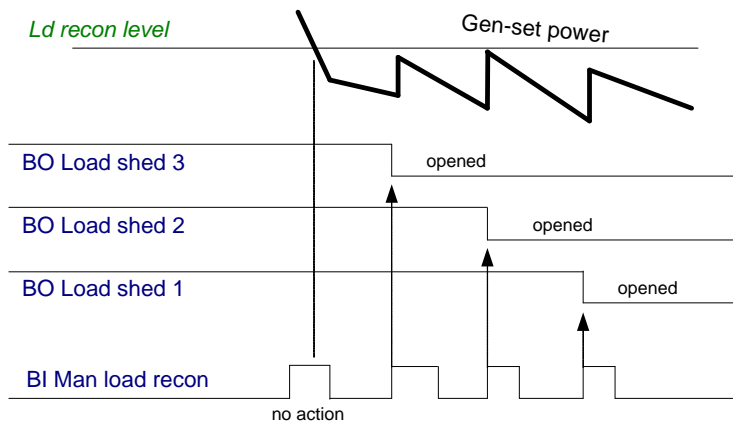 Ld recon level
Gen-set power
BO Load shed 3
opened
BO Load shed 2
opened
BO Load shed 1
opened
BI Man load recon
no action